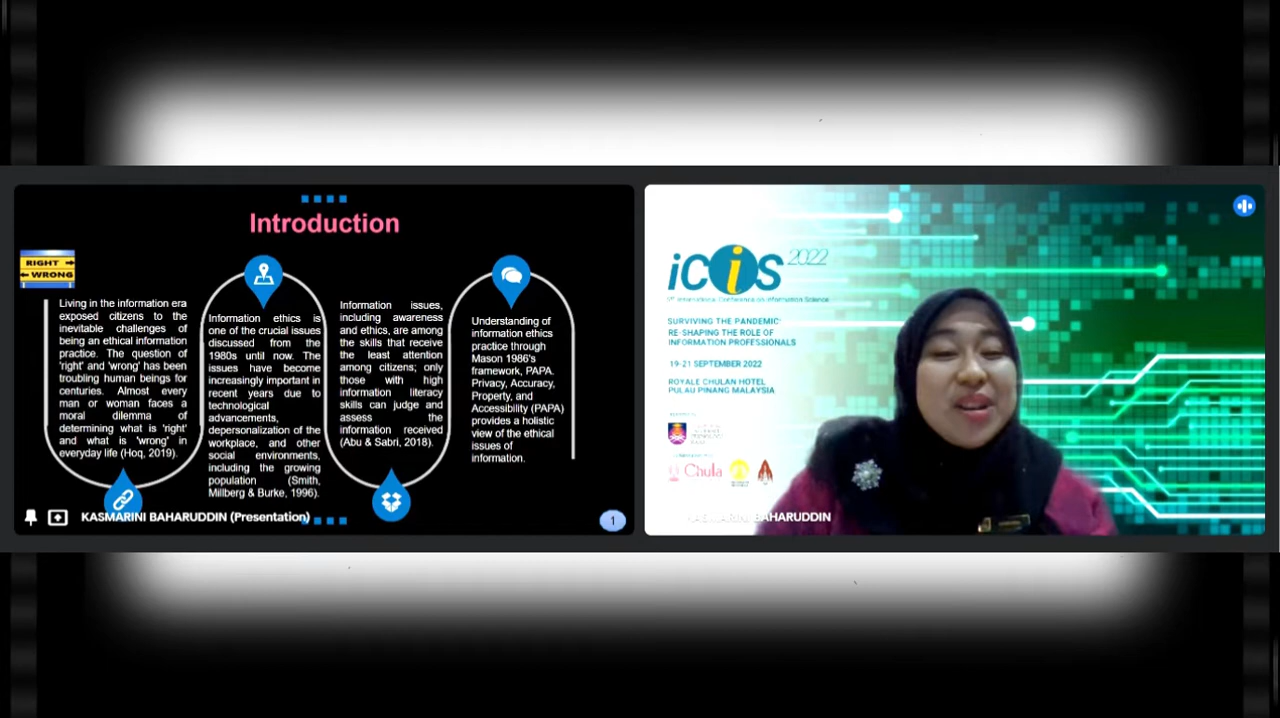 Introduction
RIGHT
WRONG
Living in the information era
exposed citizens to the
inevitable challenges of
being an ethical information
practice. The question of
'right' and 'wrong' has been
troubling human beings for
centuries. Almost every
man or woman faces a
moral dilemma of
determining what is 'right'
and what is 'wrong' in
everyday life (Hoq, 2019).
Information ethics is
one of the crucial issues
discussed from the
1980s until now. The
issues have become
increasingly important in
recent years due to
technological
advancements,
depersonalization of the
workplace, and other
social environments,
including the growing
population (Smith,
Millberg & Burke, 1996).
Information issues,
including awareness
and ethics, are among
the skills that receive
the least attention
among citizens; only
those with high
information literacy
skills can judge and
assess the
information received
(Abu & Sabri, 2018).
Understanding of
information ethics
practice through
Mason 1986's
framework, PAPA.
Privacy, Accuracy,
Property, and
Accessibility (PAPA)
provides a holistic
view of the ethical
issues of
information.
KASMARINI BAHARUDDIN (Presentation)
1
iCiS 2022
International Conference on Information Science
SURVIVING THE PANDEMIC:
RE-SHAPING THE ROLE OF
INFORMATION PROFESSIONALS
19-21 SEPTEMBER 2022
ROYALE CHULAN HOTEL
PULAU PINANG MALAYSIA
Chula
KASMARINI BAHARUDDIN